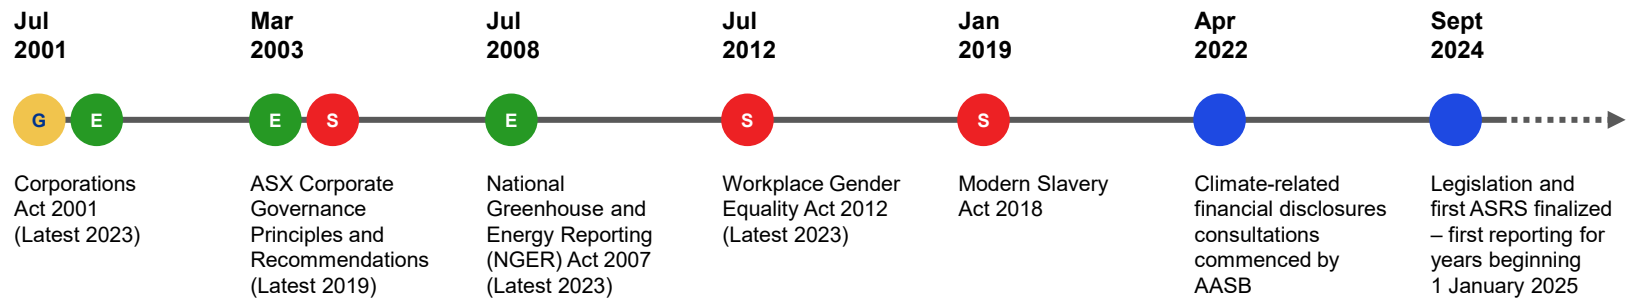 Jul
2001
Mar
2003
Jul
2008
Jul
2012
Jan
2019
Apr
2022
Sept
2024
G
E
E
S
E
S
S
Corporations
Act 2001
(Latest 2023)
ASX Corporate
Governance
Principles and
Recommendations
(Latest 2019)
National
Greenhouse and
Energy Reporting
(NGER) Act 2007
(Latest 2023)
Workplace Gender
Equality Act 2012
(Latest 2023)
Modern Slavery
Act 2018
Climate-related
financial disclosures
consultations
commenced by
AASB
Legislation and
first ASRS finalized
– first reporting for
years beginning
1 January 2025